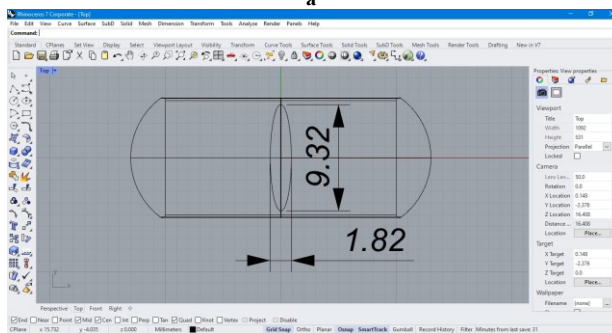 a
Rhinoceros 7 Corporate - [Top]
File Edit View Curve Surface SubD Solid Mesh Dimension Transform Tools Analyze Render Panels Help
Command:
Standard CPlanes Set View Display Select Viewport Layout Visibility Transform Curve Tools Surface Tools Solid Tools SubD Tools Mesh Tools Render Tools Drafting New in V7
Top
Properties: View properties
Viewport
Title Top
Width 1092
Height 531
Projection Parallel
Locked
Camera
Lens Len... 50.0
Rotation 0.0
X Location 0.148
Y Location -3.378
Z Location 16.408
Distance ... 16.408
Location Place...
Target
X Target 0.148
Y Target -3.378
Z Target 0.0
Location Place...
Wallpaper
Filename (none)
9.32
1.82
y
x
Perspective Top Front Right
End Near Point Mid Cen Int Perp Tan Quad Knot Vertex Project Disable
CPlane x 15.732 y -4.035 z 0.000 Millimeters Default Grid Snap Ortho Planar Osnap SmartTrack Gumball Record History Filter Minutes from last save: 31